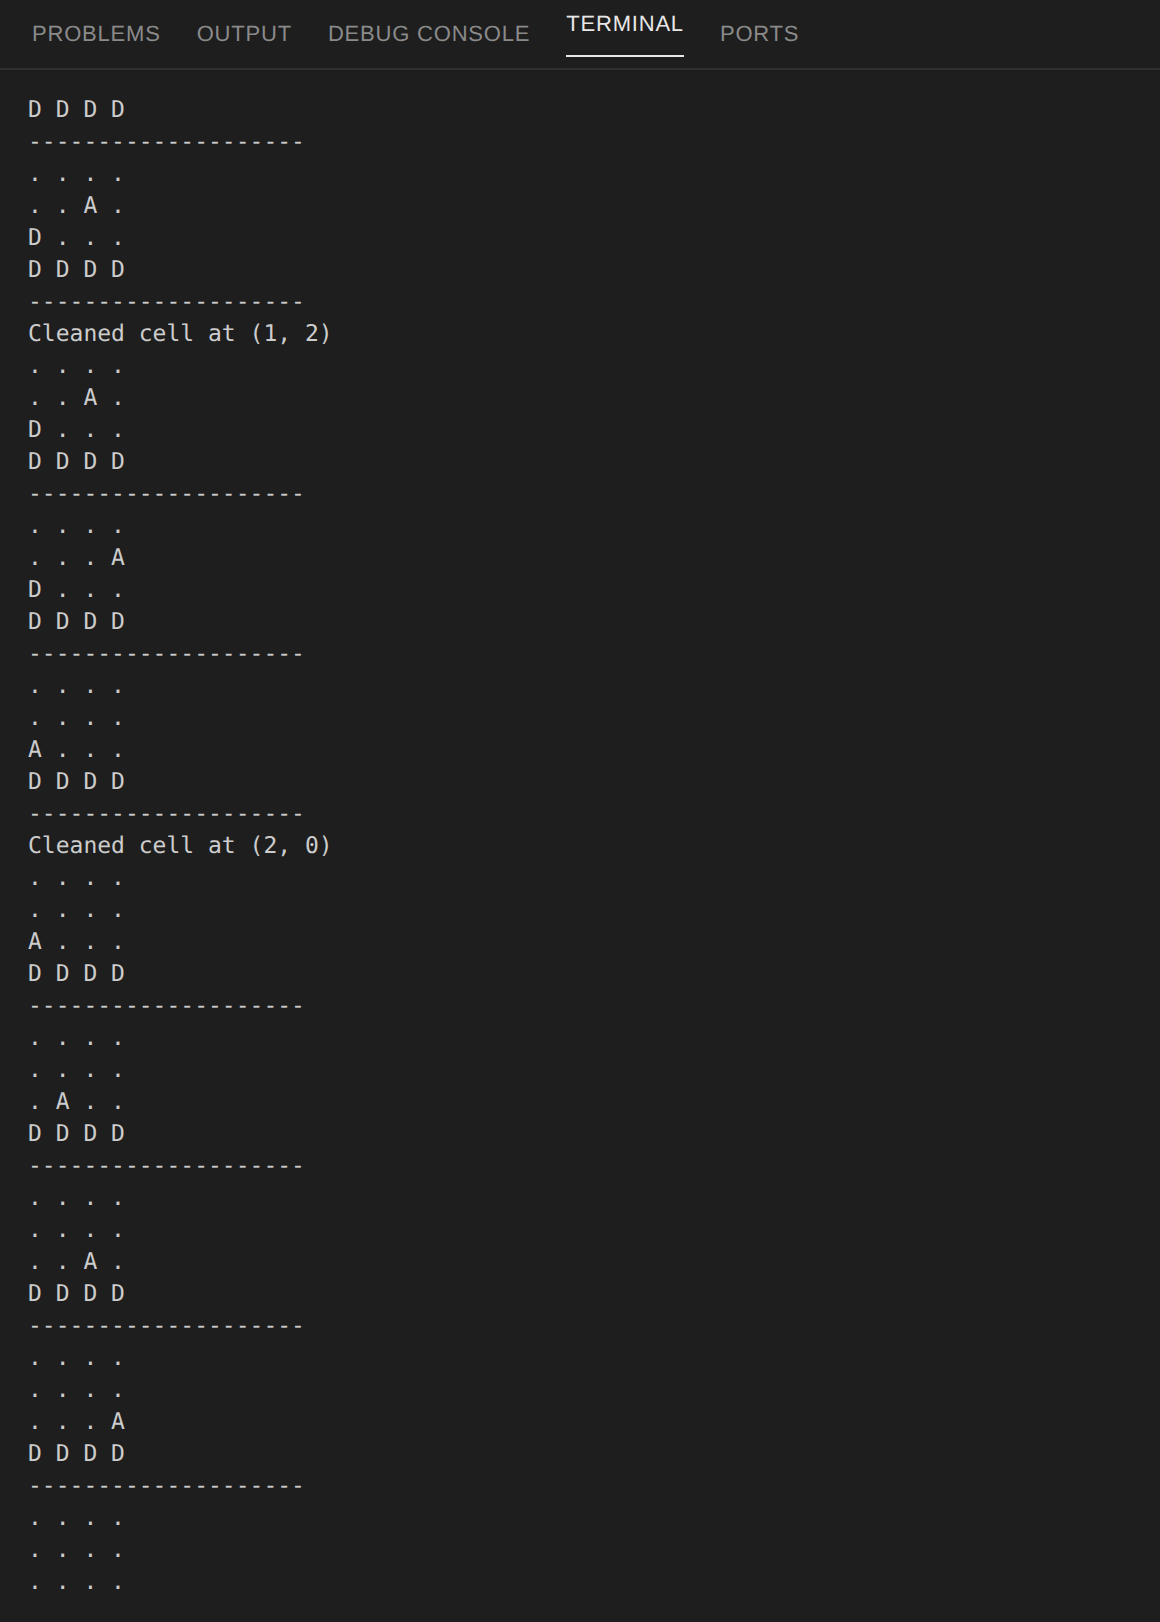 PROBLEMS OUTPUT DEBUG CONSOLE TERMINAL PORTS
D D D D
--------------------
. . . .
. . A .
D . . .
D D D D
--------------------
Cleaned cell at (1, 2)
. . . .
. . A .
D . . .
D D D D
--------------------
. . . .
. . . A
D . . .
D D D D
--------------------
. . . .
. . . .
A . . .
D D D D
--------------------
Cleaned cell at (2, 0)
. . . .
. . . .
A . . .
D D D D
--------------------
. . . .
. . . .
. A . .
D D D D
--------------------
. . . .
. . . .
. . A .
D D D D
--------------------
. . . .
. . . .
. . . A
D D D D
--------------------
. . . .
. . . .
. . . .